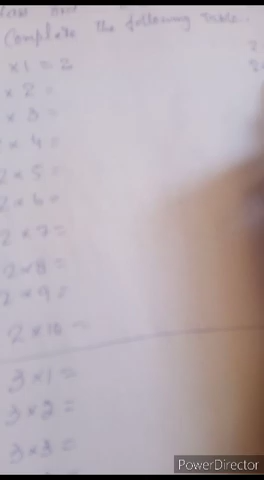 Complete the following Table.
× 1 = 2
× 2 =
× 3 =
× 4 =
2 × 5 =
2 × 6 =
2 × 7 =
2 × 8 =
2 × 9 =
2 × 10 =
3 × 1 =
3 × 2 =
3 × 3 =
PowerDirector